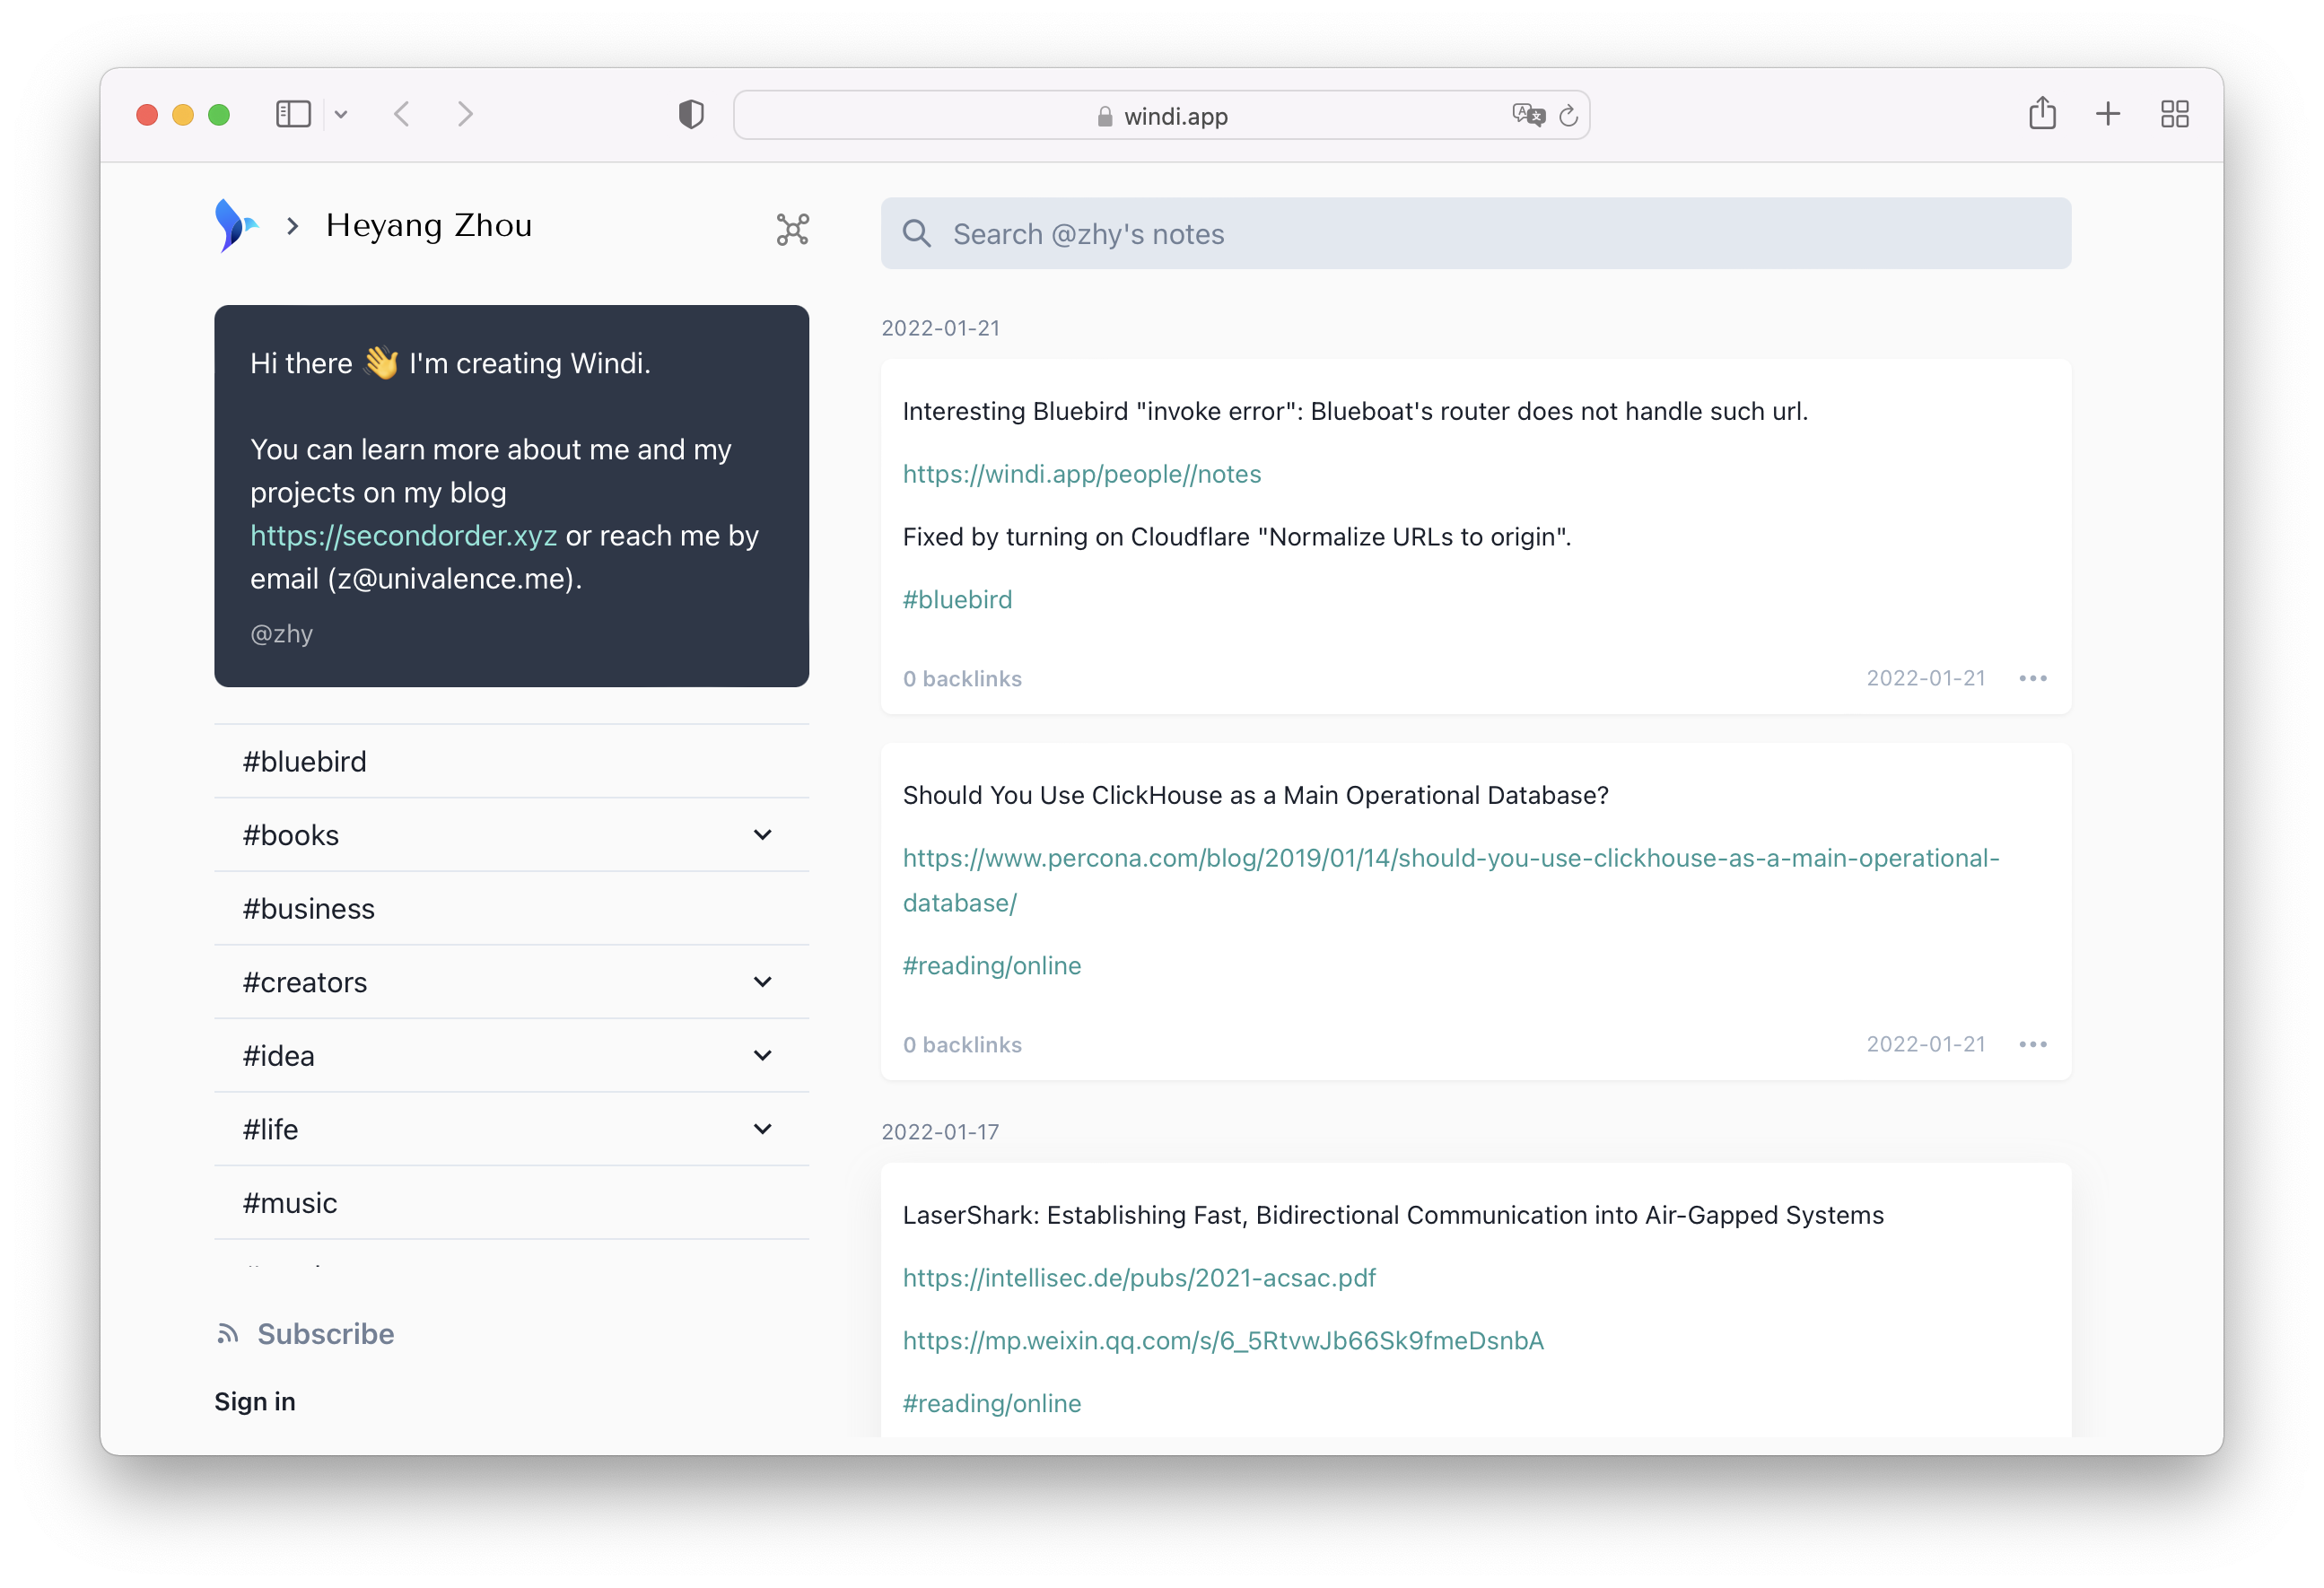 windi.app
Heyang Zhou
Hi there 👋 I'm creating Windi.
You can learn more about me and my
projects on my blog
https://secondorder.xyz or reach me by
email (z@univalence.me).
@zhy
#bluebird
#books
#business
#creators
#idea
#life
#music
Subscribe
Sign in
Search @zhy's notes
2022-01-21
Interesting Bluebird "invoke error": Blueboat's router does not handle such url.
https://windi.app/people//notes
Fixed by turning on Cloudflare "Normalize URLs to origin".
#bluebird
0 backlinks 2022-01-21
Should You Use ClickHouse as a Main Operational Database?
https://www.percona.com/blog/2019/01/14/should-you-use-clickhouse-as-a-main-operational-
database/
#reading/online
0 backlinks 2022-01-21
2022-01-17
LaserShark: Establishing Fast, Bidirectional Communication into Air-Gapped Systems
https://intellisec.de/pubs/2021-acsac.pdf
https://mp.weixin.qq.com/s/6_5RtvwJb66Sk9fmeDsnbA
#reading/online